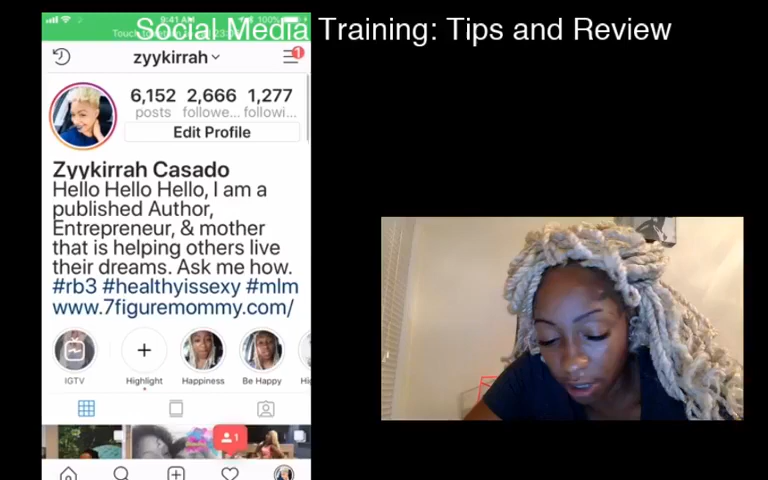 Social Media Training: Tips and Review
9:41 AM 100%
zyykirrah
1
6,152 2,666 1,277
posts followe... followi...
Edit Profile
Zyykirrah Casado
Hello Hello Hello, I am a
published Author,
Entrepreneur, & mother
that is helping others live
their dreams. Ask me how.
#rb3 #healthyissexy #mlm
www.7figuremommy.com/
IGTV Highlight Happiness Be Happy
1